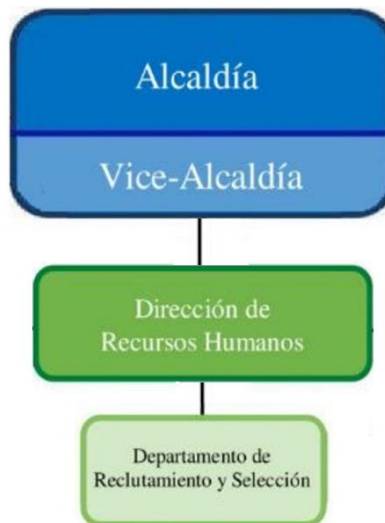 Alcaldía
Vice-Alcaldía
Dirección de
Recursos Humanos
Departamento de
Reclutamiento y Selección